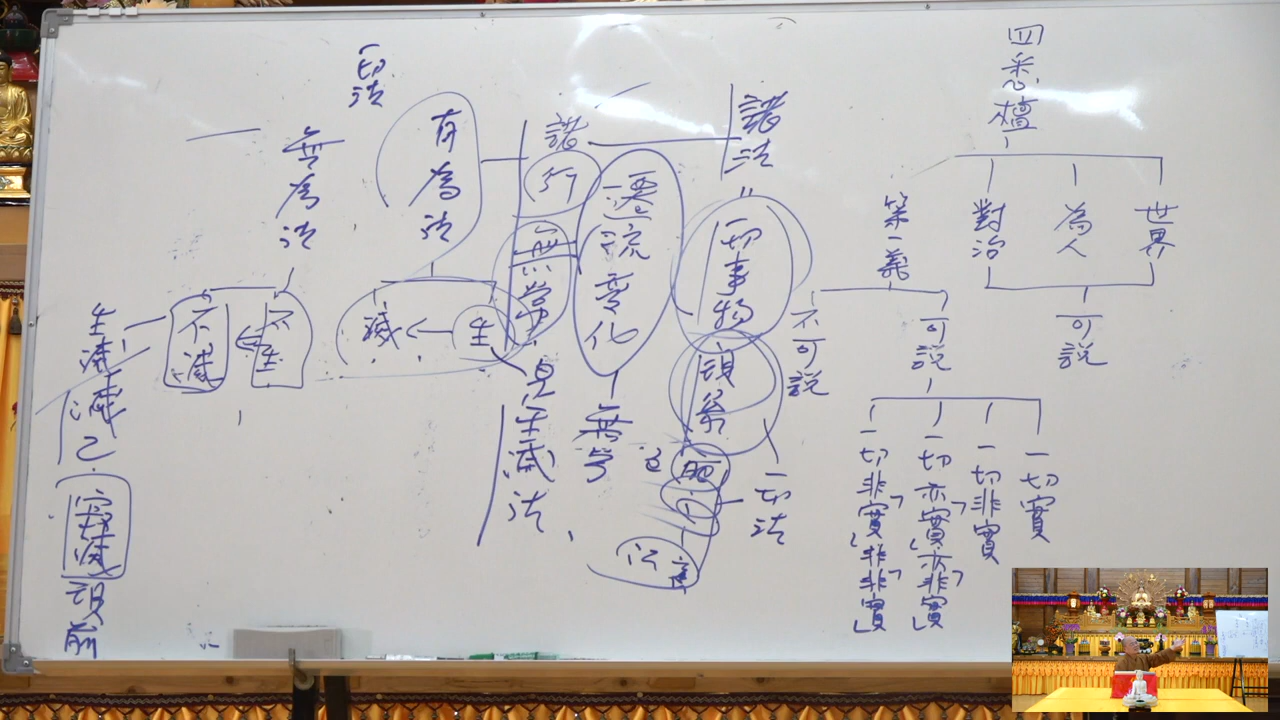 四悉檀
世界
為人
對治
第一義
可說
可說
不可說
一切實
一切非實
一切亦實亦非實
一切非實非非實
諸法
一切事物
一切法
諸行
遷流變化
無常
無常
是生滅法
有為法
生
滅
印法
無為法
不生
不滅
生滅滅已
寂滅現前